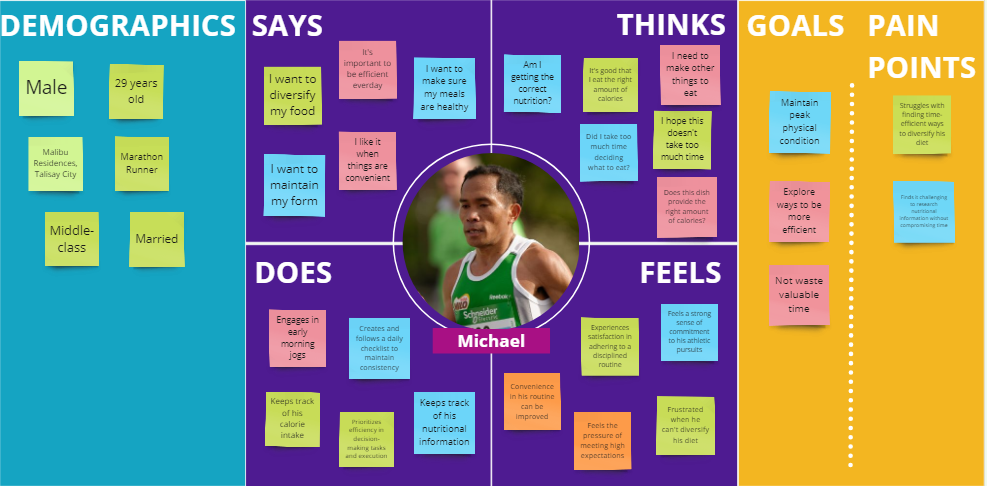 DEMOGRAPHICS
Male
29 years
old
Malibu
Residences,
Talisay City
Marathon
Runner
Middle-
class
Married
SAYS
It's
important to
be efficient
everday
I want to
diversify
my food
I want to
make sure
my meals
are healthy
I like it
when
things are
convenient
I want to
maintain
my form
THINKS
Am I
getting the
correct
nutrition?
It's good that
I eat the right
amount of
calories
I need to
make other
things to
eat
Did I take too
much time
deciding
what to eat?
I hope this
doesn't
take too
much time
Does this dish
provide the
right amount
of calories?
Reebok
Schneider
Electric
Michael
DOES
Engages in
early
morning
jogs
Creates and
follows a daily
checklist to
maintain
consistency
Keeps track
of his
calorie
intake
Prioritizes
efficiency in
decision-
making tasks
and execution
Keeps track
of his
nutritional
information
FEELS
Experiences
satisfaction in
adhering to a
disciplined
routine
Feels a strong
sense of
commitment
to his athletic
pursuits
Convenience
in his routine
can be
improved
Feels the
pressure of
meeting high
expectations
Frustrated
when he
can't diversify
his diet
GOALS
Maintain
peak
physical
condition
Explore
ways to be
more
efficient
Not waste
valuable
time
PAIN
POINTS
Struggles with
finding time-
efficient ways
to diversify his
diet
Finds it challenging
to research
nutritional
information without
compromising time